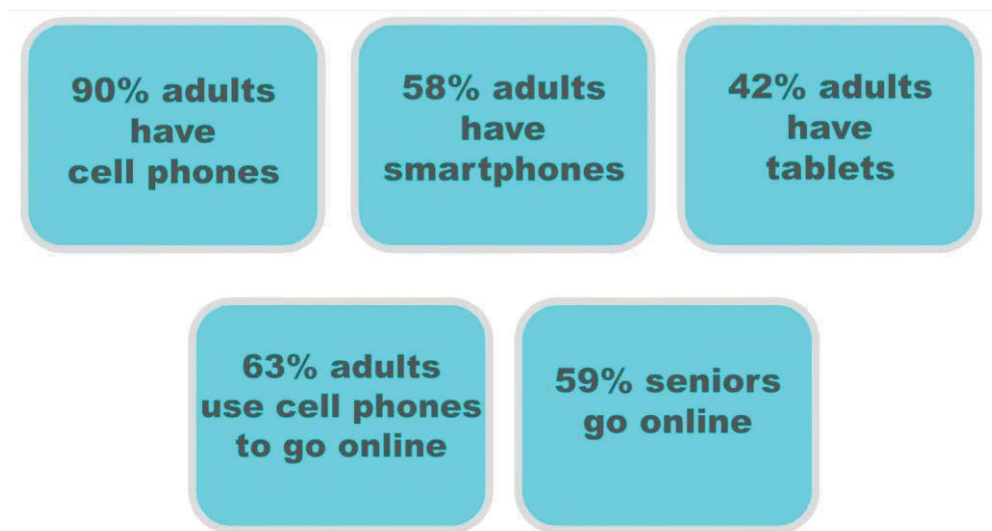 90% adults
have
cell phones
58% adults
have
smartphones
42% adults
have
tablets
63% adults
use cell phones
to go online
59% seniors
go online